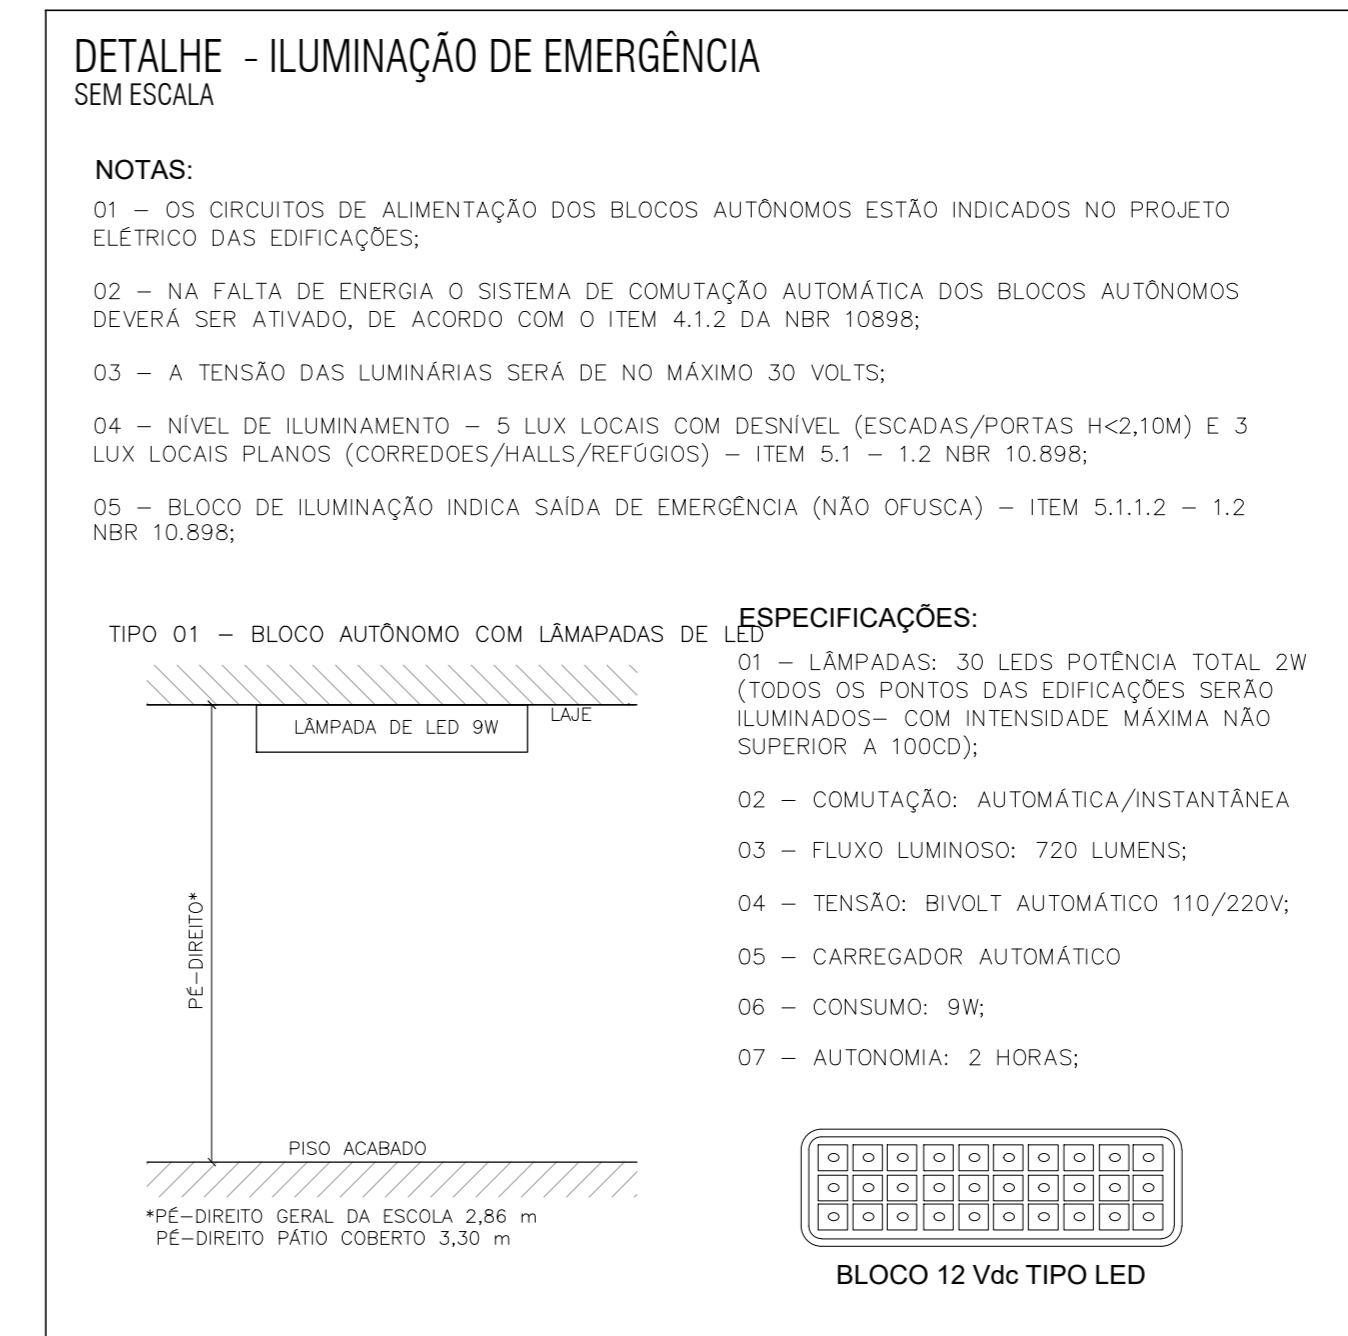 DETALHE - ILUMINAÇÃO DE EMERGÊNCIA
SEM ESCALA
NOTAS:
01 – OS CIRCUITOS DE ALIMENTAÇÃO DOS BLOCOS AUTÔNOMOS ESTÃO INDICADOS NO PROJETO
ELÉTRICO DAS EDIFICAÇÕES;
02 – NA FALTA DE ENERGIA O SISTEMA DE COMUTAÇÃO AUTOMÁTICA DOS BLOCOS AUTÔNOMOS
DEVERÁ SER ATIVADO, DE ACORDO COM O ITEM 4.1.2 DA NBR 10898;
03 – A TENSÃO DAS LUMINÁRIAS SERÁ DE NO MÁXIMO 30 VOLTS;
04 – NÍVEL DE ILUMINAMENTO – 5 LUX LOCAIS COM DESNÍVEL (ESCADAS/PORTAS H<2,10M) E 3
LUX LOCAIS PLANOS (CORREDOES/HALLS/REFÚGIOS) – ITEM 5.1 – 1.2 NBR 10.898;
05 – BLOCO DE ILUMINAÇÃO INDICA SAÍDA DE EMERGÊNCIA (NÃO OFUSCA) – ITEM 5.1.1.2 – 1.2
NBR 10.898;
TIPO 01 – BLOCO AUTÔNOMO COM LÂMAPADAS DE LED
LAJE
LÂMPADA DE LED 9W
PÉ–DIREITO*
PISO ACABADO
*PÉ–DIREITO GERAL DA ESCOLA 2,86 m
PÉ–DIREITO PÁTIO COBERTO 3,30 m
ESPECIFICAÇÕES:
01 – LÂMPADAS: 30 LEDS POTÊNCIA TOTAL 2W
(TODOS OS PONTOS DAS EDIFICAÇÕES SERÃO
ILUMINADOS– COM INTENSIDADE MÁXIMA NÃO
SUPERIOR A 100CD);
02 – COMUTAÇÃO: AUTOMÁTICA/INSTANTÂNEA
03 – FLUXO LUMINOSO: 720 LUMENS;
04 – TENSÃO: BIVOLT AUTOMÁTICO 110/220V;
05 – CARREGADOR AUTOMÁTICO
06 – CONSUMO: 9W;
07 – AUTONOMIA: 2 HORAS;
BLOCO 12 Vdc TIPO LED